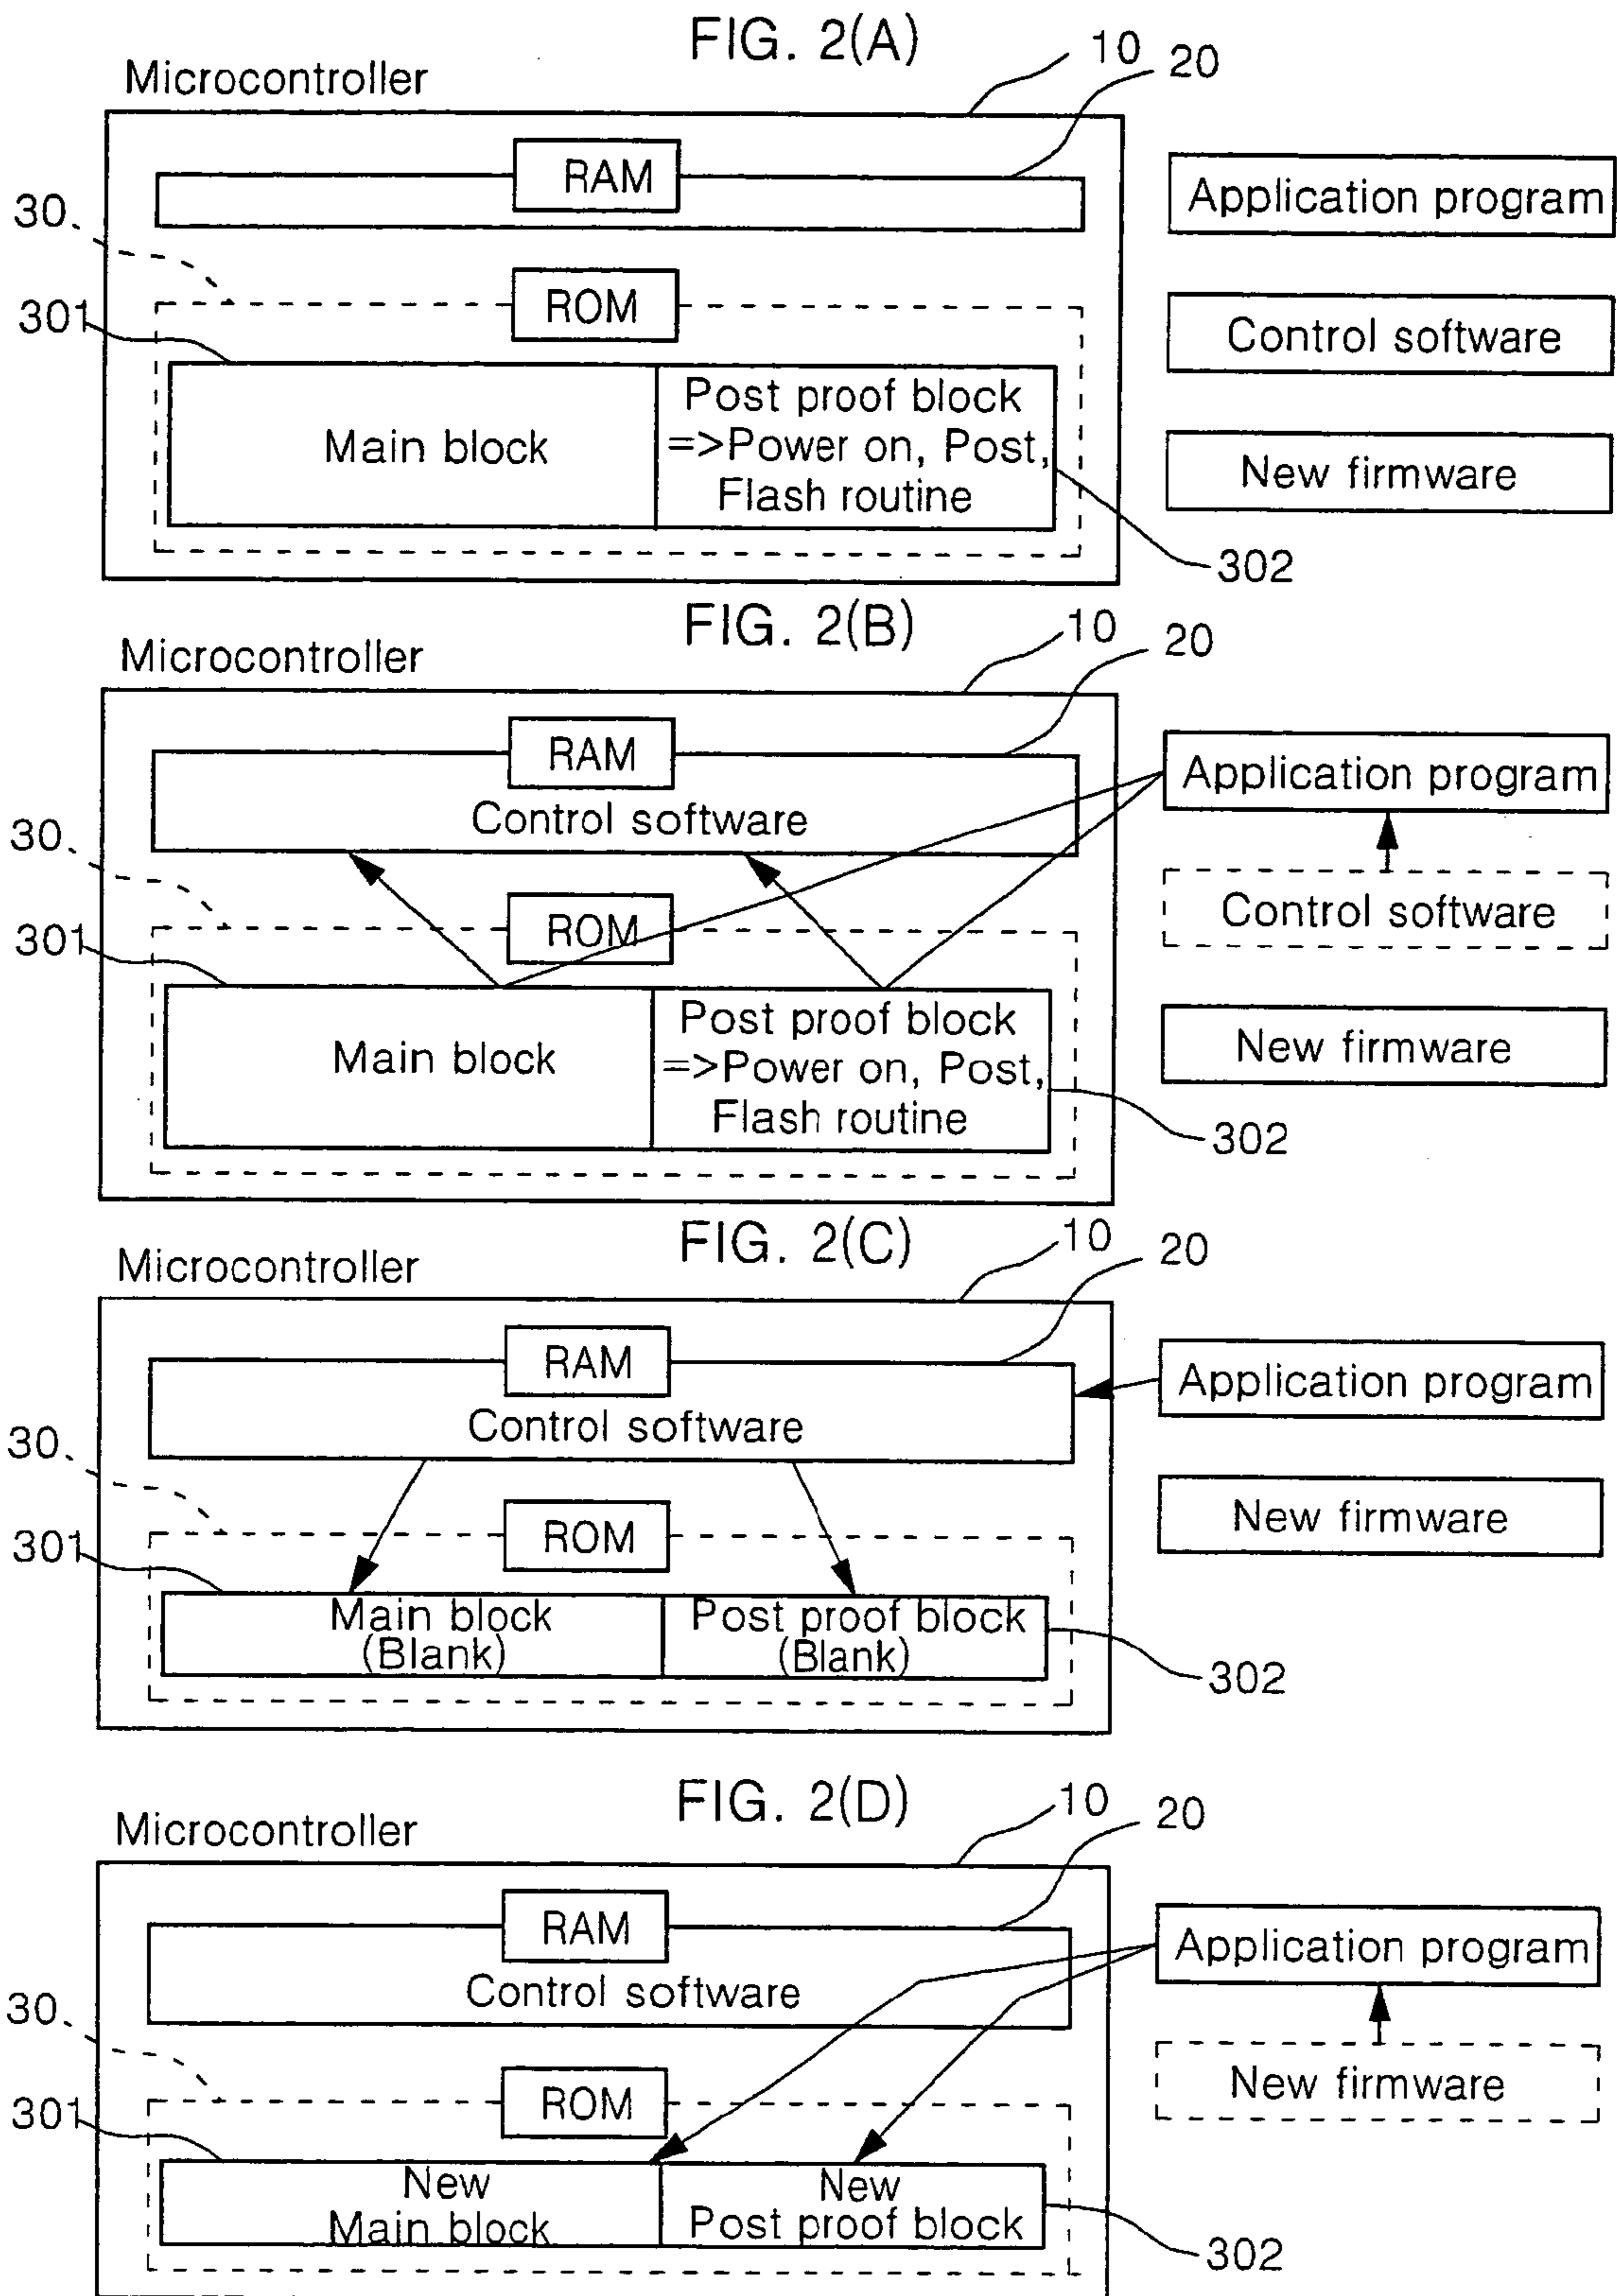 FIG. 2(A)
10
20
Microcontroller
RAM
Application program
30
ROM
301
Control software
Main block
Post proof block
=>Power on, Post,
Flash routine
New firmware
302
FIG. 2(B)
10
20
Microcontroller
RAM
Application program
Control software
30
ROM
Control software
301
Main block
Post proof block
=>Power on, Post,
Flash routine
New firmware
302
FIG. 2(C)
10
20
Microcontroller
RAM
Application program
Control software
30
ROM
New firmware
301
Main block
(Blank)
Post proof block
(Blank)
302
FIG. 2(D)
10
20
Microcontroller
RAM
Application program
Control software
30
ROM
New firmware
301
New
Main block
New
Post proof block
302